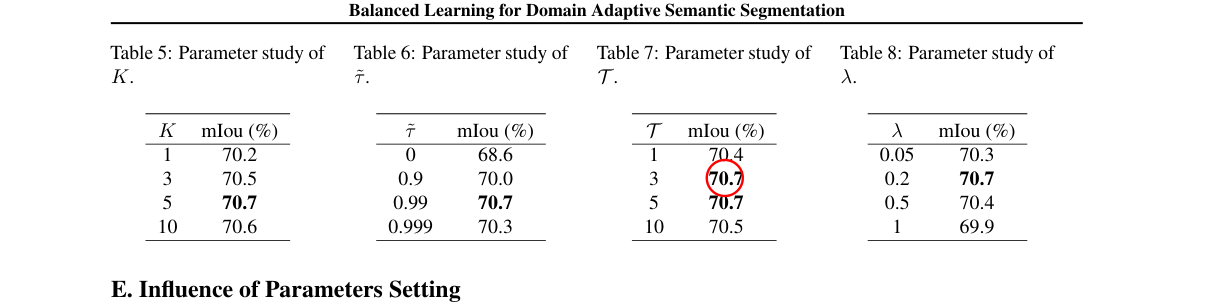 Balanced Learning for Domain Adaptive Semantic Segmentation
Table 5: Parameter study of
K.
K mIou (%)
1 70.2
3 70.5
5 70.7
10 70.6
Table 6: Parameter study of
τ̃.
τ̃ mIou (%)
0 68.6
0.9 70.0
0.99 70.7
0.999 70.3
Table 7: Parameter study of
𝒯.
𝒯 mIou (%)
1 70.4
3 70.7
5 70.7
10 70.5
Table 8: Parameter study of
λ.
λ mIou (%)
0.05 70.3
0.2 70.7
0.5 70.4
1 69.9
E. Influence of Parameters Setting